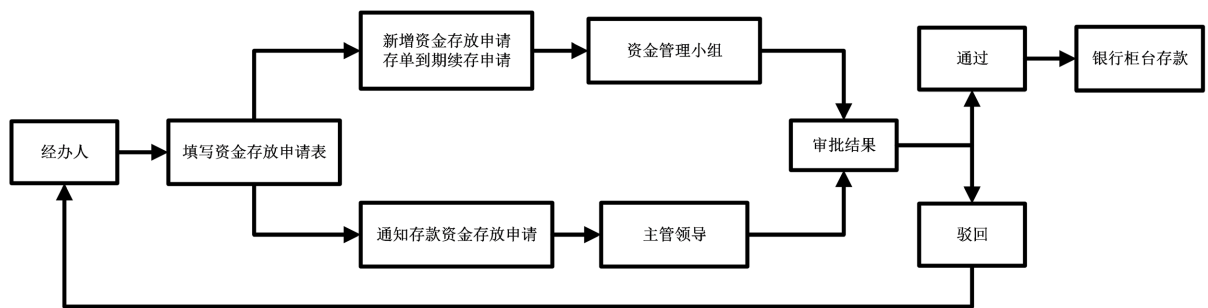 新增资金存放申请
存单到期续存申请
资金管理小组
通过
银行柜台存款
经办人
填写资金存放申请表
审批结果
通知存款资金存放申请
主管领导
驳回